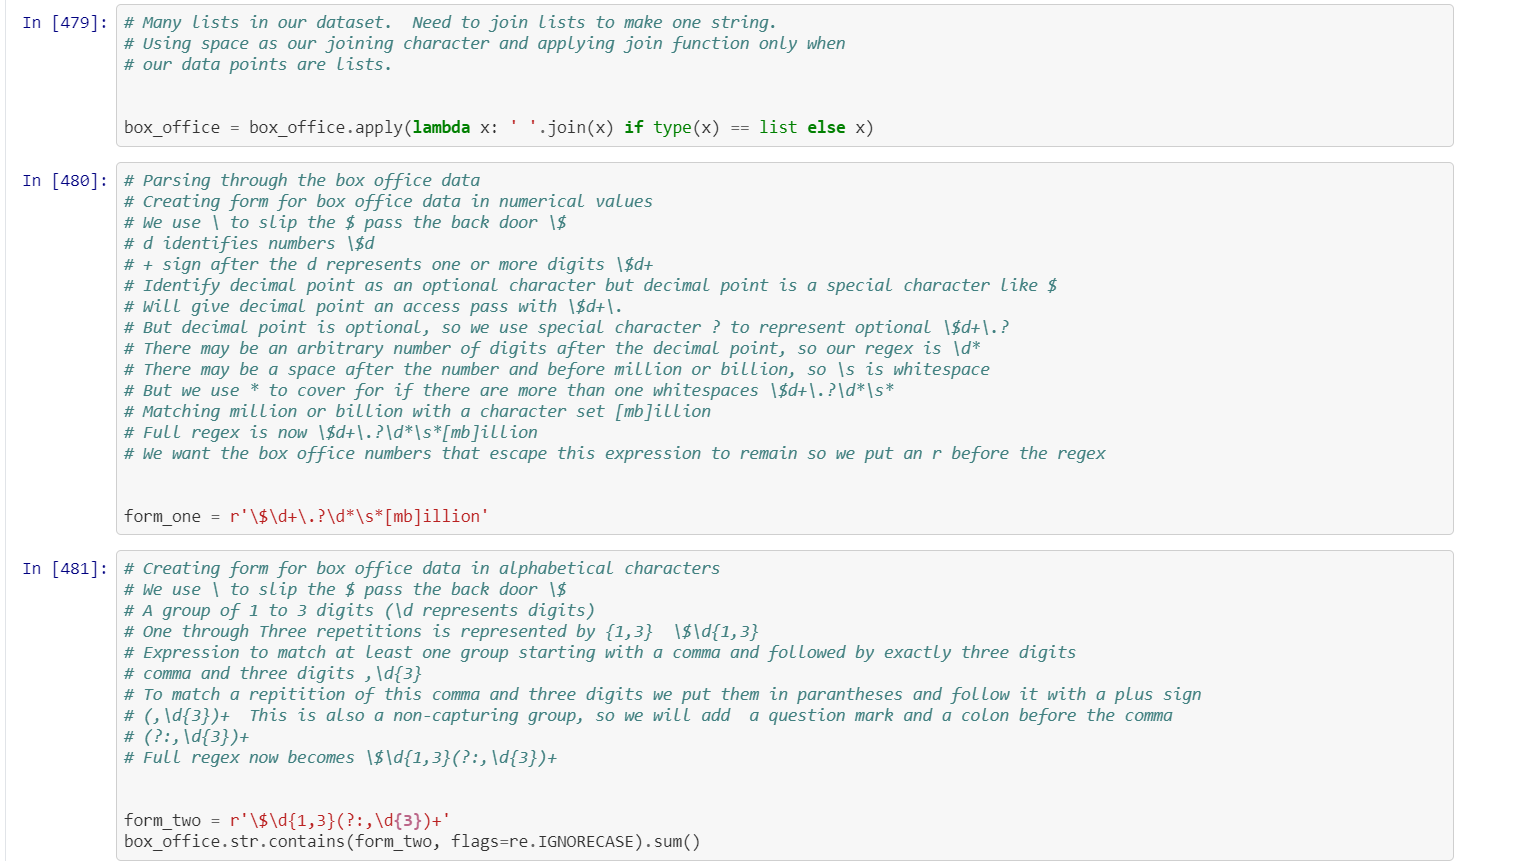 In [479]: # Many lists in our dataset.  Need to join lists to make one string.
# Using space as our joining character and applying join function only when
# our data points are lists.
box_office = box_office.apply(lambda x: ' '.join(x) if type(x) == list else x)
In [480]: # Parsing through the box office data
# Creating form for box office data in numerical values
# We use \ to slip the $ pass the back door \$
# d identifies numbers \$d
# + sign after the d represents one or more digits \$d+
# Identify decimal point as an optional character but decimal point is a special character like $
# Will give decimal point an access pass with \$d+\.
# But decimal point is optional, so we use special character ? to represent optional \$d+\.?
# There may be an arbitrary number of digits after the decimal point, so our regex is \d*
# There may be a space after the number and before million or billion, so \s is whitespace
# But we use * to cover for if there are more than one whitespaces \$d+\.?\d*\s*
# Matching million or billion with a character set [mb]illion
# Full regex is now \$d+\.?\d*\s*[mb]illion
# We want the box office numbers that escape this expression to remain so we put an r before the regex
form_one = r'\$\d+\.?\d*\s*[mb]illion'
In [481]: # Creating form for box office data in alphabetical characters
# We use \ to slip the $ pass the back door \$
# A group of 1 to 3 digits (\d represents digits)
# One through Three repetitions is represented by {1,3}  \$\d{1,3}
# Expression to match at least one group starting with a comma and followed by exactly three digits
# comma and three digits ,\d{3}
# To match a repitition of this comma and three digits we put them in parantheses and follow it with a plus sign
# (,\d{3})+  This is also a non-capturing group, so we will add  a question mark and a colon before the comma
# (?:,\d{3})+
# Full regex now becomes \$\d{1,3}(?:,\d{3})+
form_two = r'\$\d{1,3}(?:,\d{3})+'
box_office.str.contains(form_two, flags=re.IGNORECASE).sum()